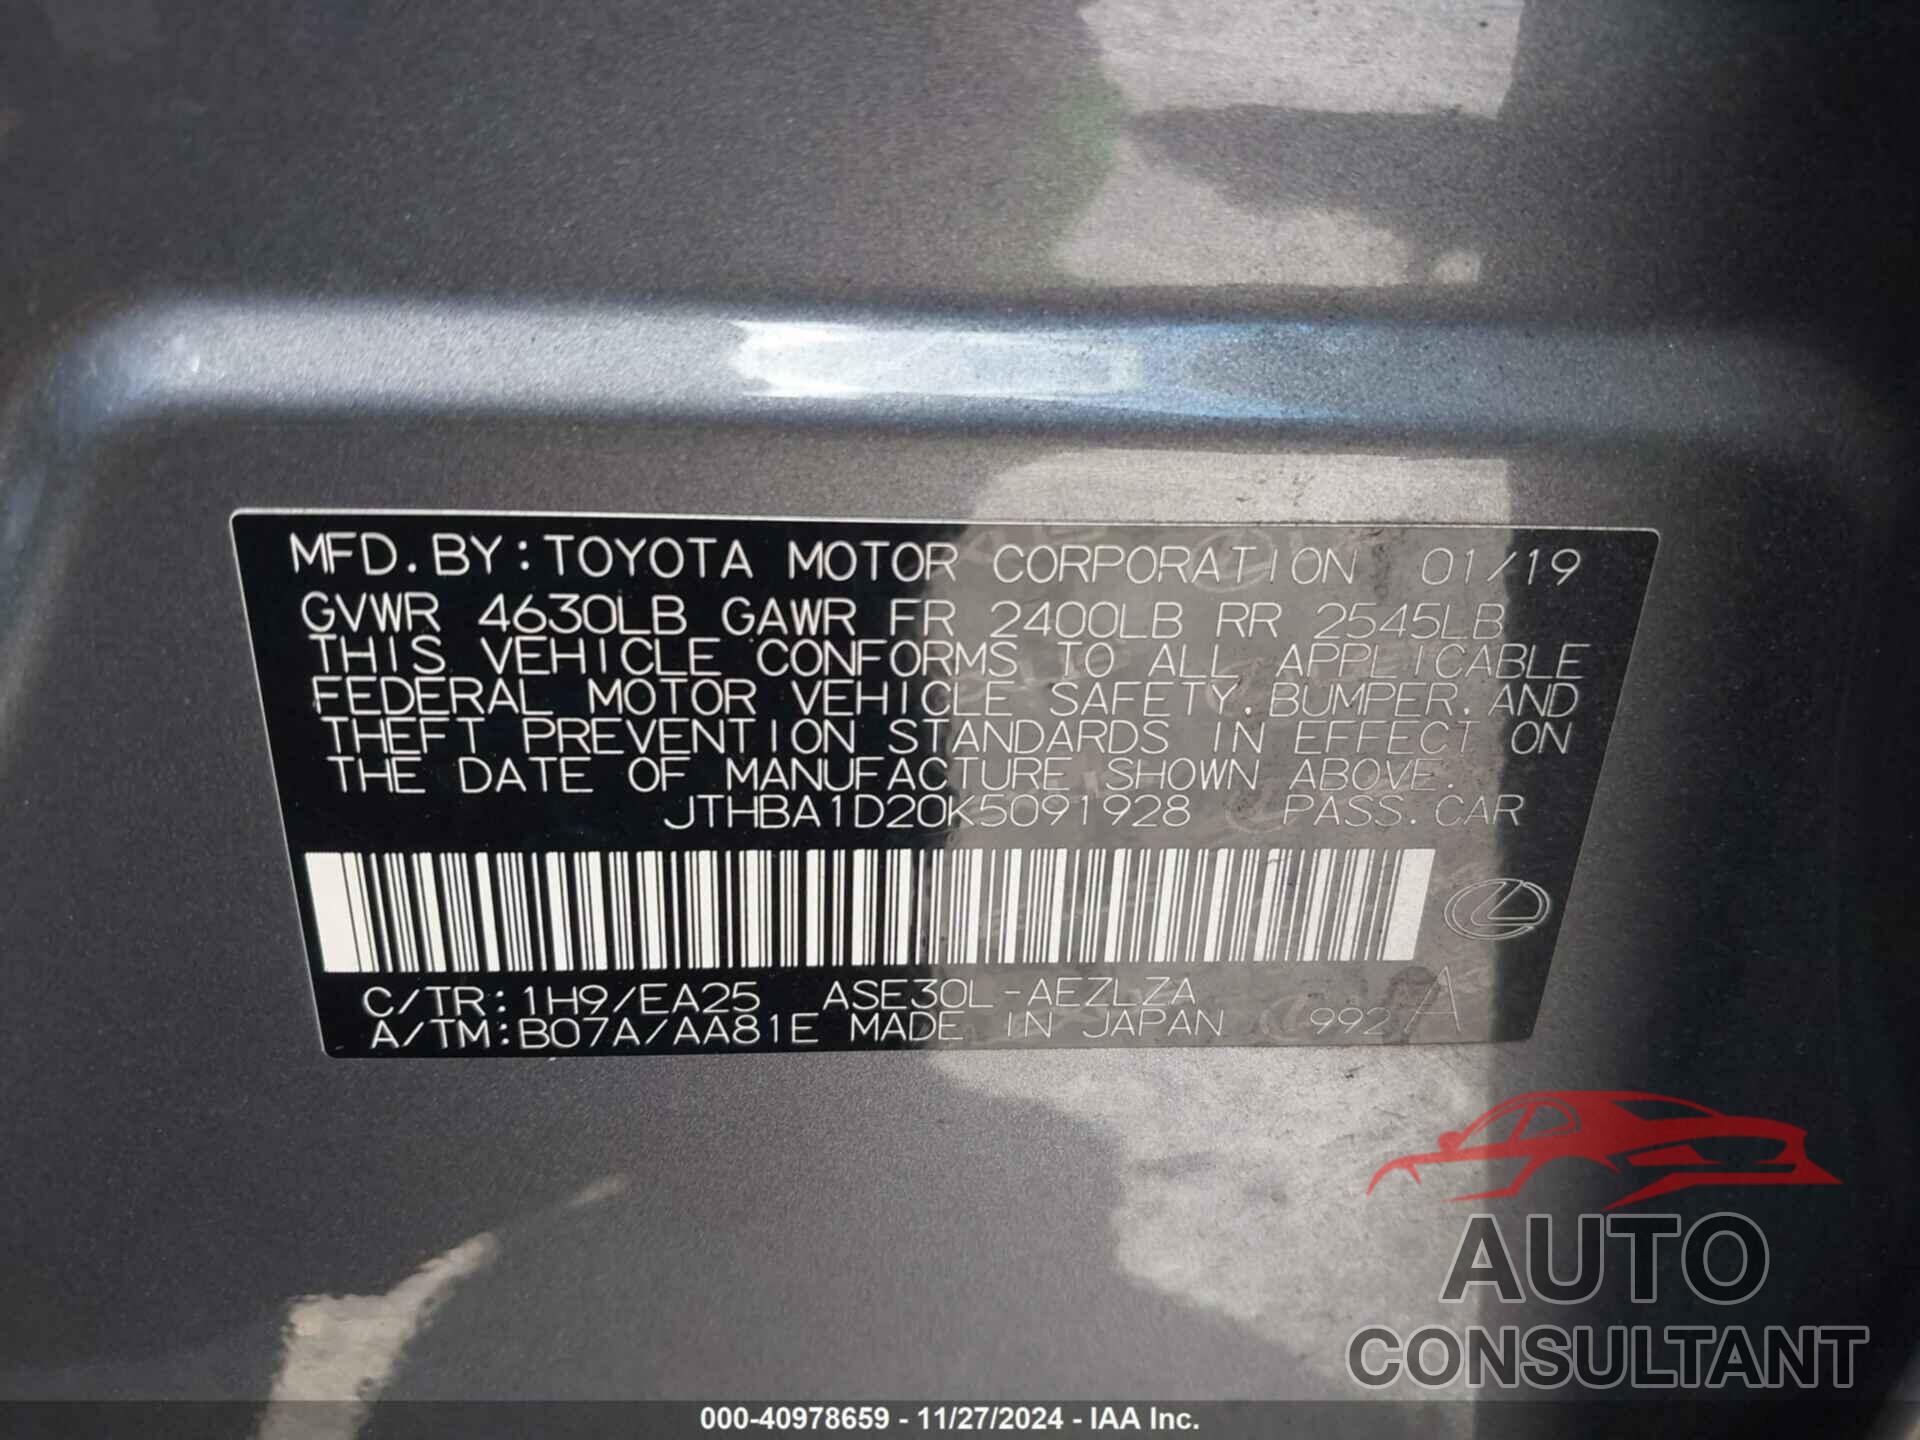 MFD. BY: TOYOTA MOTOR CORPORATION 01/19
GVWR 4630LB GAWR FR 2400LB RR 2545LB
THIS VEHICLE CONFORMS TO ALL APPLICABLE
FEDERAL MOTOR VEHICLE SAFETY, BUMPER, AND
THEFT PREVENTION STANDARDS IN EFFECT ON
THE DATE OF MANUFACTURE SHOWN ABOVE.
JTHBA1D20K5091928 PASS. CAR
C/TR: 1H9/EA25 ASE30L-AEZLZA
A/TM: B07A/AA81E MADE IN JAPAN 992 A
AUTO
CONSULTANT
000-40978659 - 11/27/2024 - IAA Inc.